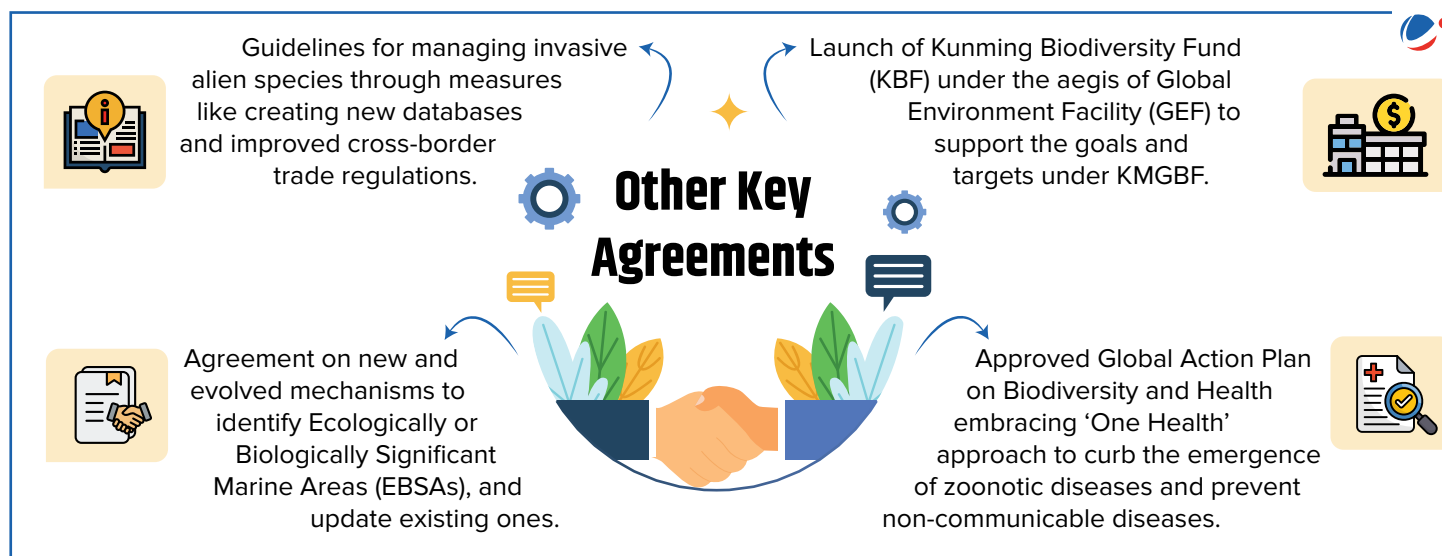 Guidelines for managing invasive
alien species through measures
like creating new databases
and improved cross-border
trade regulations.
Launch of Kunming Biodiversity Fund
(KBF) under the aegis of Global
Environment Facility (GEF) to
support the goals and
targets under KMGBF.
Other Key
Agreements
Agreement on new and
evolved mechanisms to
identify Ecologically or
Biologically Significant
Marine Areas (EBSAs), and
update existing ones.
Approved Global Action Plan
on Biodiversity and Health
embracing ‘One Health’
approach to curb the emergence
of zoonotic diseases and prevent
non-communicable diseases.